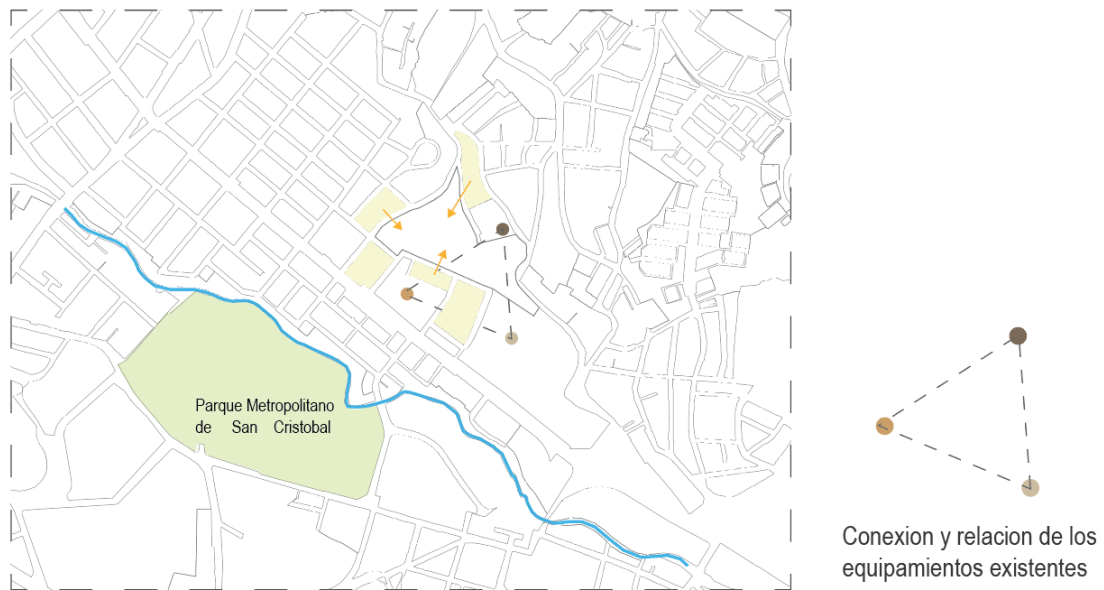 Parque Metropolitano
de San Cristobal
Conexion y relacion de los
equipamientos existentes